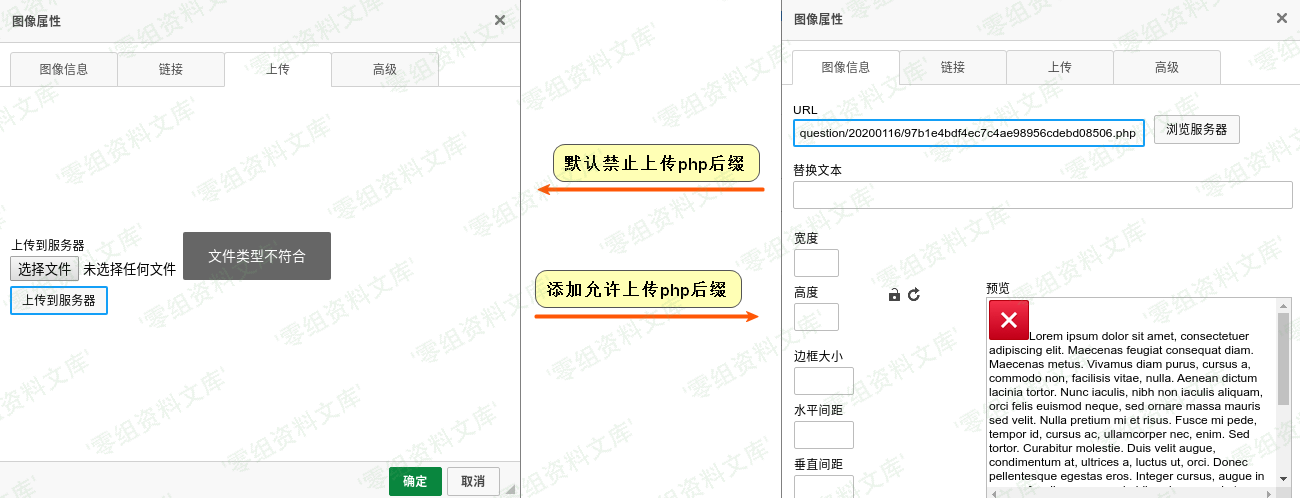 图像属性
图像信息
链接
上传
高级
上传到服务器
选择文件 未选择任何文件
文件类型不符合
上传到服务器
确定
取消
默认禁止上传php后缀
添加允许上传php后缀
图像属性
图像信息
链接
上传
高级
URL
question/20200116/97b1e4bdf4ec7c4ae98956cdebd08506.php
浏览服务器
替换文本
宽度
高度
边框大小
水平间距
垂直间距
预览
Lorem ipsum dolor sit amet, consectetuer
adipiscing elit. Maecenas feugiat consequat diam.
Maecenas metus. Vivamus diam purus, cursus a,
commodo non, facilisis vitae, nulla. Aenean dictum
lacinia tortor. Nunc iaculis, nibh non iaculis aliquam,
orci felis euismod neque, sed ornare massa mauris
sed velit. Nulla pretium mi et risus. Fusce mi pede,
tempor id, cursus ac, ullamcorper nec, enim. Sed
tortor. Curabitur molestie. Duis velit augue,
condimentum at, ultrices a, luctus ut, orci. Donec
pellentesque egestas eros. Integer cursus, augue in
'零组资料文库'